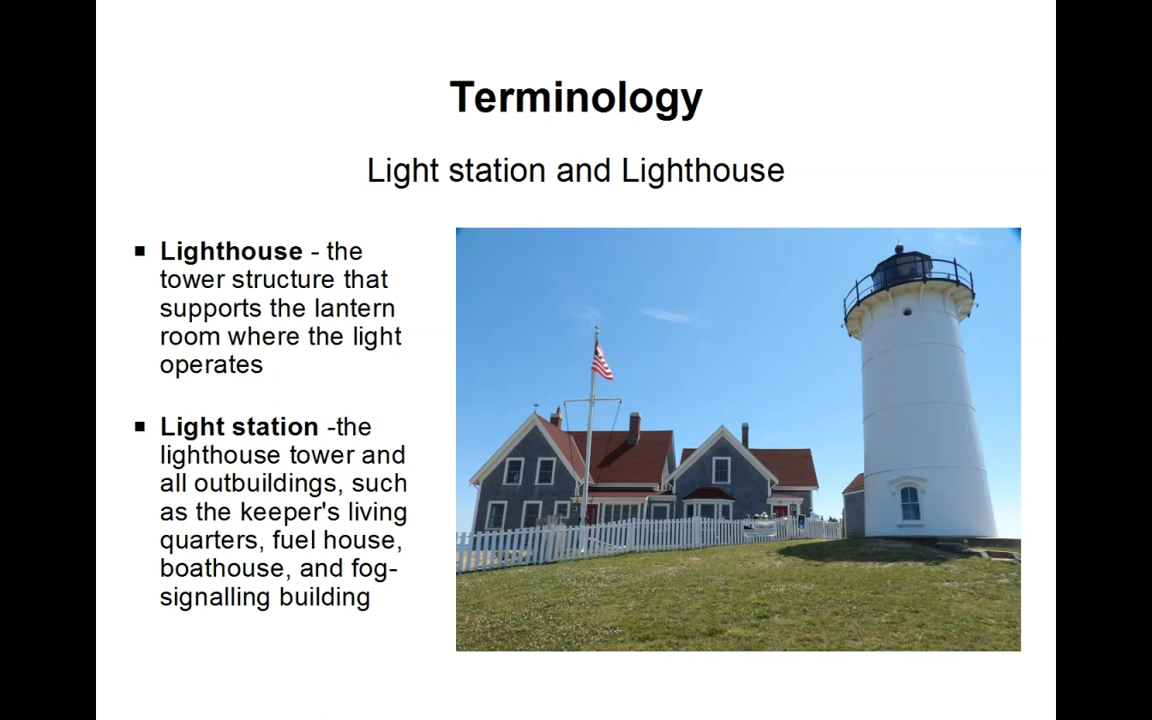 Terminology
Light station and Lighthouse
■ Lighthouse - the
tower structure that
supports the lantern
room where the light
operates
■ Light station -the
lighthouse tower and
all outbuildings, such
as the keeper's living
quarters, fuel house,
boathouse, and fog-
signalling building